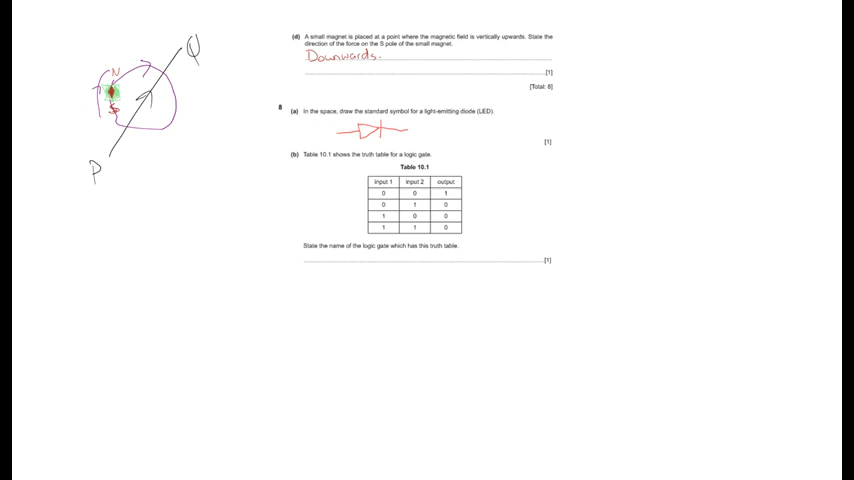 Q
N
S
P
(d) A small magnet is placed at a point where the magnetic field is vertically upwards. State the
direction of the force on the S pole of the small magnet.
Downwards.
[1]
[Total: 8]
8
(a) In the space, draw the standard symbol for a light-emitting diode (LED).
[1]
(b) Table 10.1 shows the truth table for a logic gate.
Table 10.1
input 1 input 2 output
0 0 1
0 1 0
1 0 0
1 1 0
State the name of the logic gate which has this truth table.
[1]